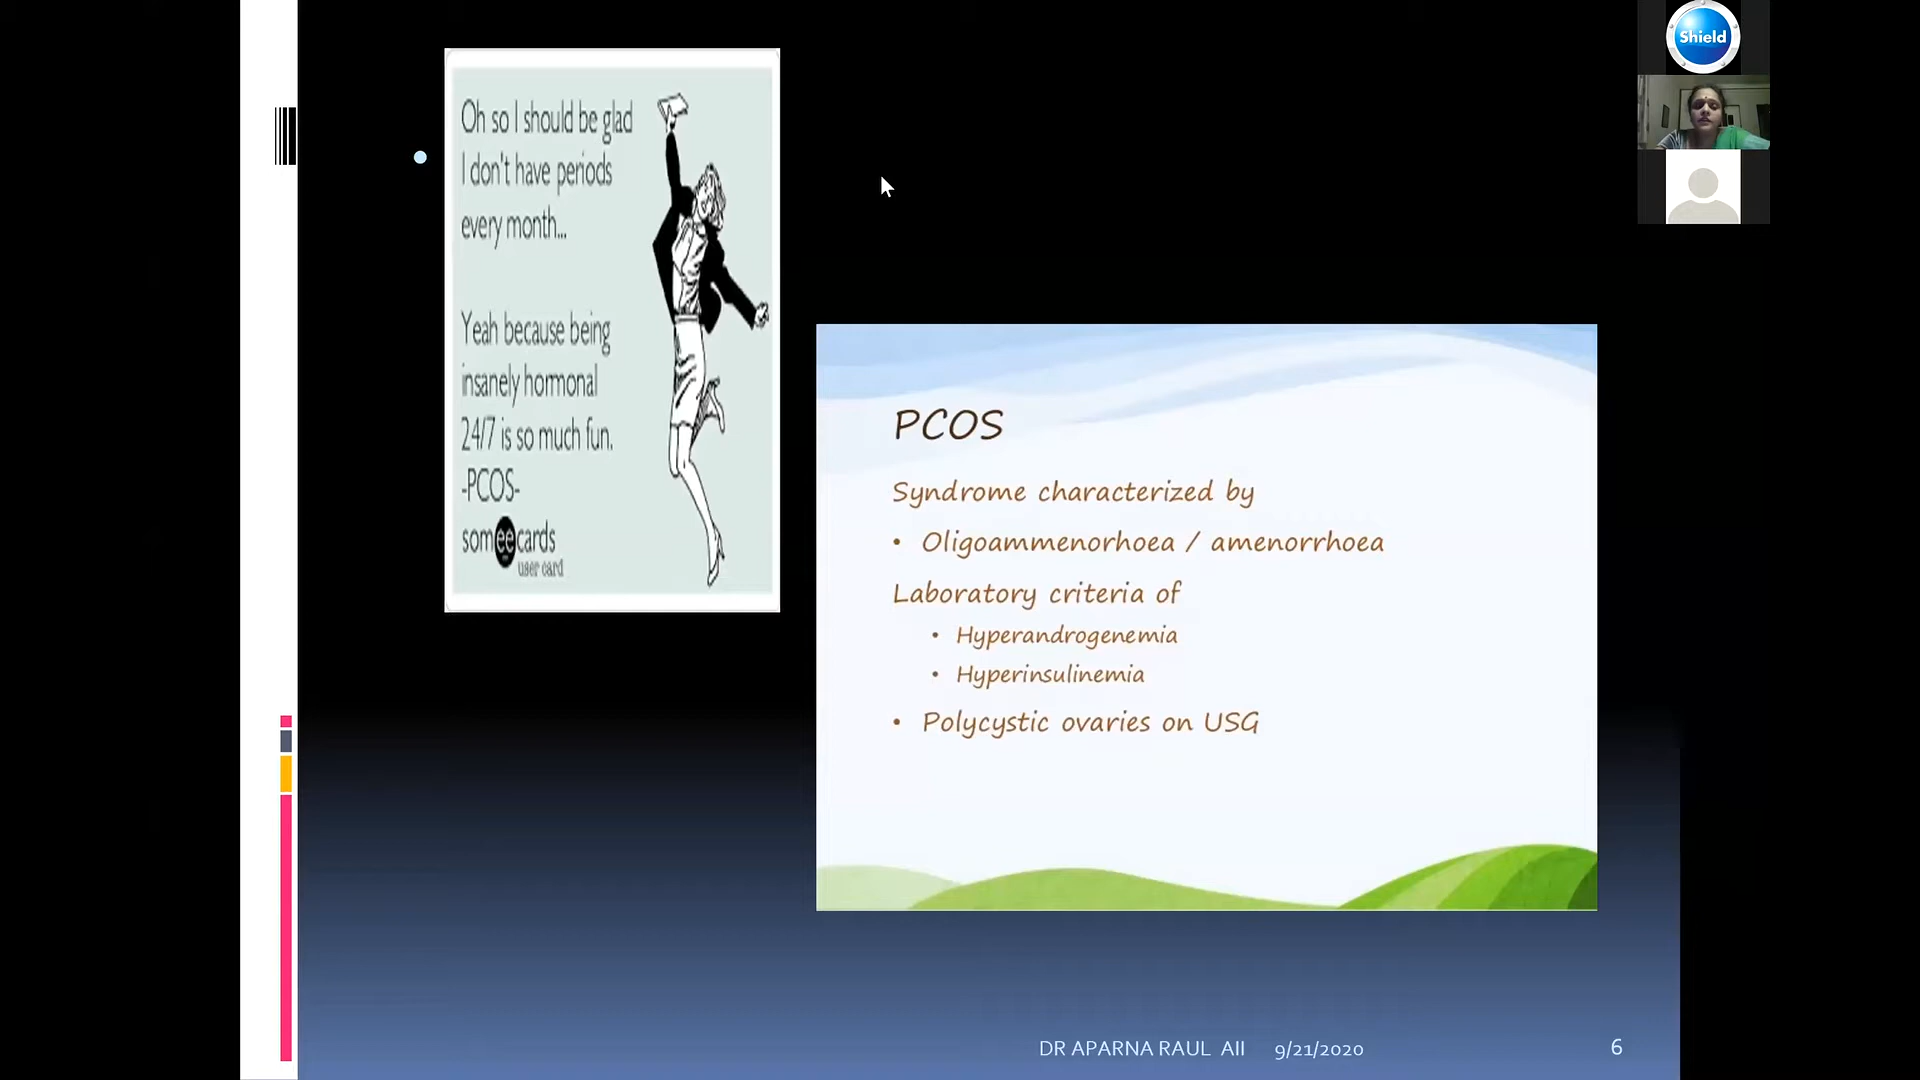 Shield
Oh so I should be glad
I don't have periods
every month...
Yeah because being
insanely hormonal
24/7 is so much fun.
-PCOS-
someecards
user card
PCOS
Syndrome characterized by
• Oligoammenorhoea / amenorrhoea
Laboratory criteria of
• Hyperandrogenemia
• Hyperinsulinemia
• Polycystic ovaries on USG
DR APARNA RAUL AII 9/21/2020 6